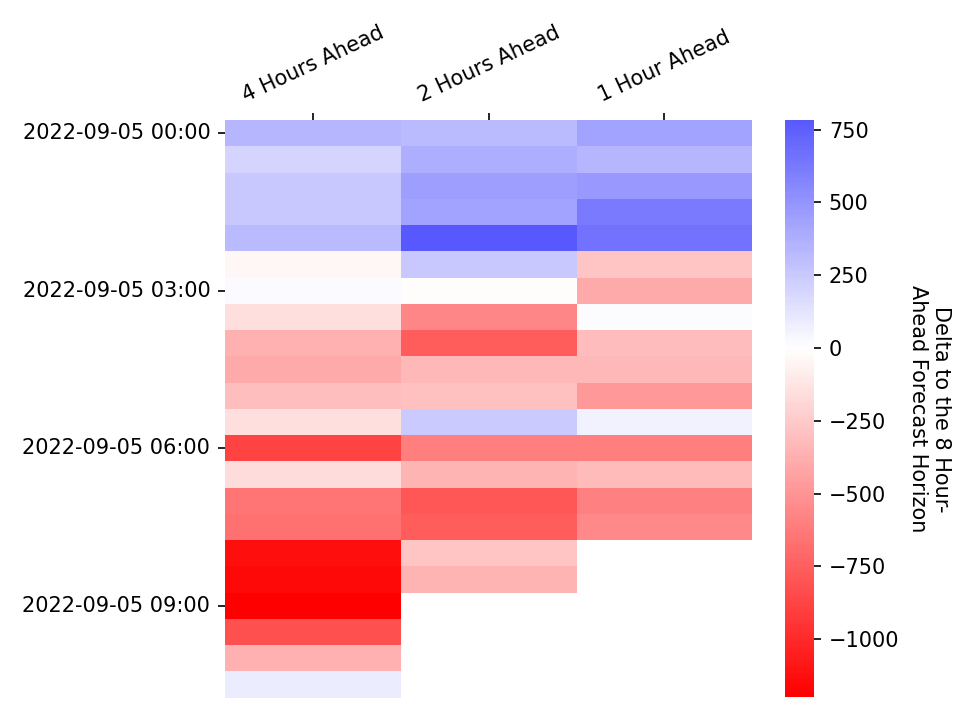 4 Hours Ahead
2 Hours Ahead
1 Hour Ahead
2022-09-05 00:00
2022-09-05 03:00
2022-09-05 06:00
2022-09-05 09:00
750
500
250
0
−250
−500
−750
−1000
Delta to the 8 Hour-
Ahead Forecast Horizon